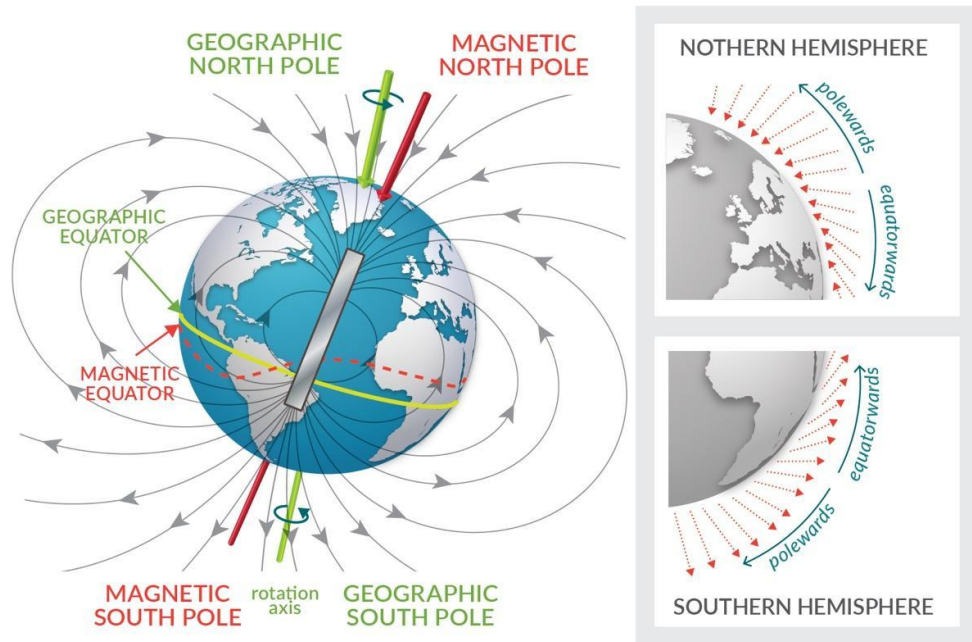 GEOGRAPHIC
NORTH POLE
MAGNETIC
NORTH POLE
GEOGRAPHIC
EQUATOR
MAGNETIC
EQUATOR
MAGNETIC
SOUTH POLE
rotation
axis
GEOGRAPHIC
SOUTH POLE
NOTHERN HEMISPHERE
polewards
equatorwards
equatorwards
polewards
SOUTHERN HEMISPHERE